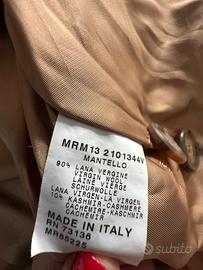 MRM13 2101344V
MANTELLO
90% LANA VERGINE
VIRGIN WOOL
LAINE VIERGE
SCHURWOLLE
LANA VIRGEN-LA VIRGEN
10% KASHMIR-CASHMERE
CACHEMIRE-KASCHMIR
CACHEMIR
MADE IN ITALY
RN 73136
MR65225
subito